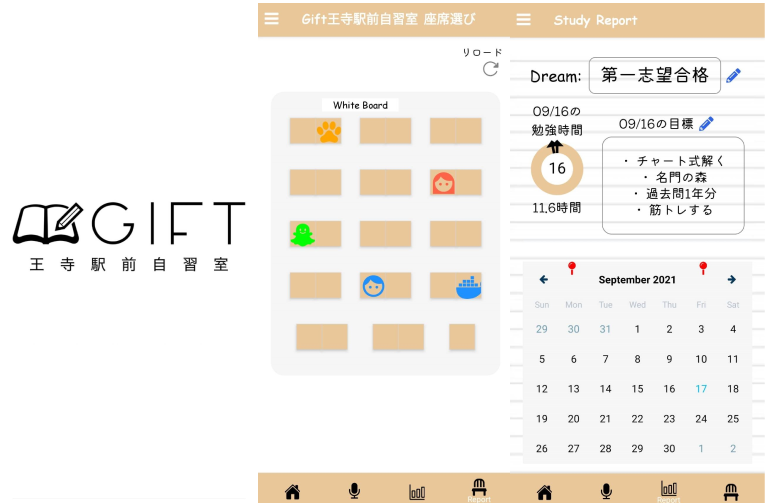 GIFT
王寺駅前自習室
Gift王寺駅前自習室 座席選び
リロード
White Board
Report
Study Report
Dream: 第一志望合格
09/16の
勉強時間
16
11.6時間
09/16の目標
・ チャート式解く
・ 名門の森
・ 過去問1年分
・ 筋トレする
September 2021
Sun Mon Tue Wed Thu Fri Sat
29 30 31 1 2 3 4
5 6 7 8 9 10 11
12 13 14 15 16 17 18
19 20 21 22 23 24 25
26 27 28 29 30 1 2
Report